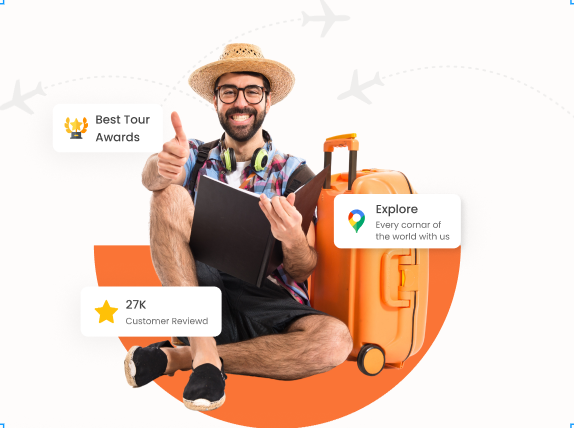 Best Tour
Awards
Explore
Every cornar of
the world with us
27K
Customer Reviewd